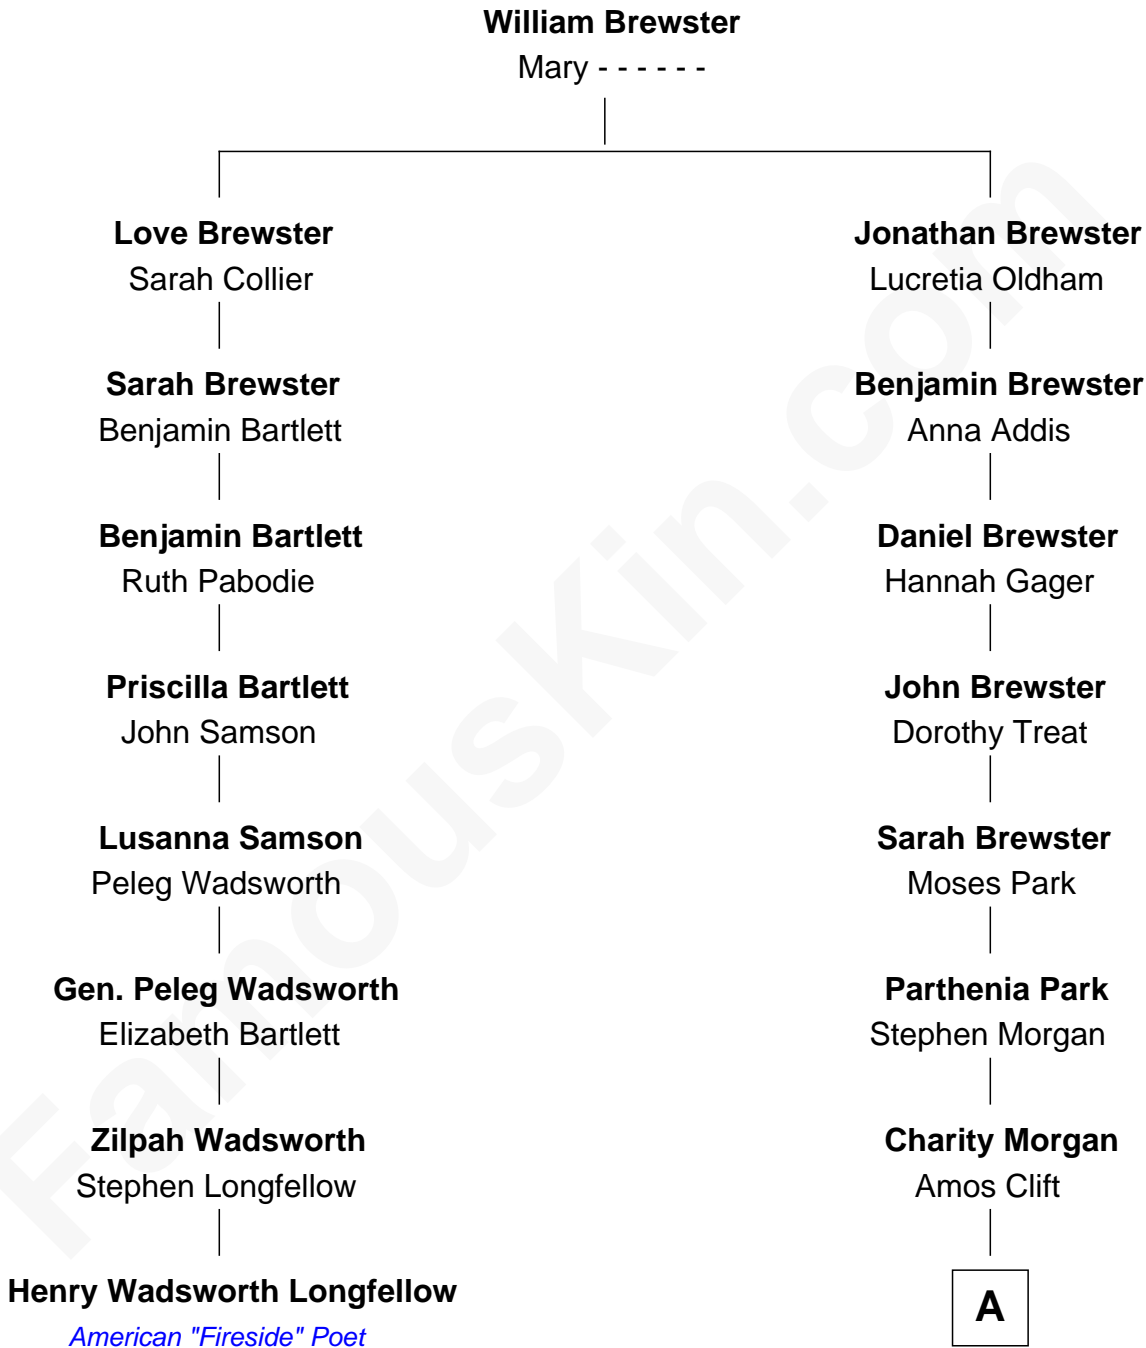 William Brewster
Mary - - - - - -
Love Brewster
Sarah Collier
Jonathan Brewster
Lucretia Oldham
Sarah Brewster
Benjamin Bartlett
Benjamin Brewster
Anna Addis
Benjamin Bartlett
Ruth Pabodie
Daniel Brewster
Hannah Gager
Priscilla Bartlett
John Samson
John Brewster
Dorothy Treat
Lusanna Samson
Peleg Wadsworth
Sarah Brewster
Moses Park
Gen. Peleg Wadsworth
Elizabeth Bartlett
Parthenia Park
Stephen Morgan
Zilpah Wadsworth
Stephen Longfellow
Charity Morgan
Amos Clift
Henry Wadsworth Longfellow
American "Fireside" Poet
A
FamousKin.com